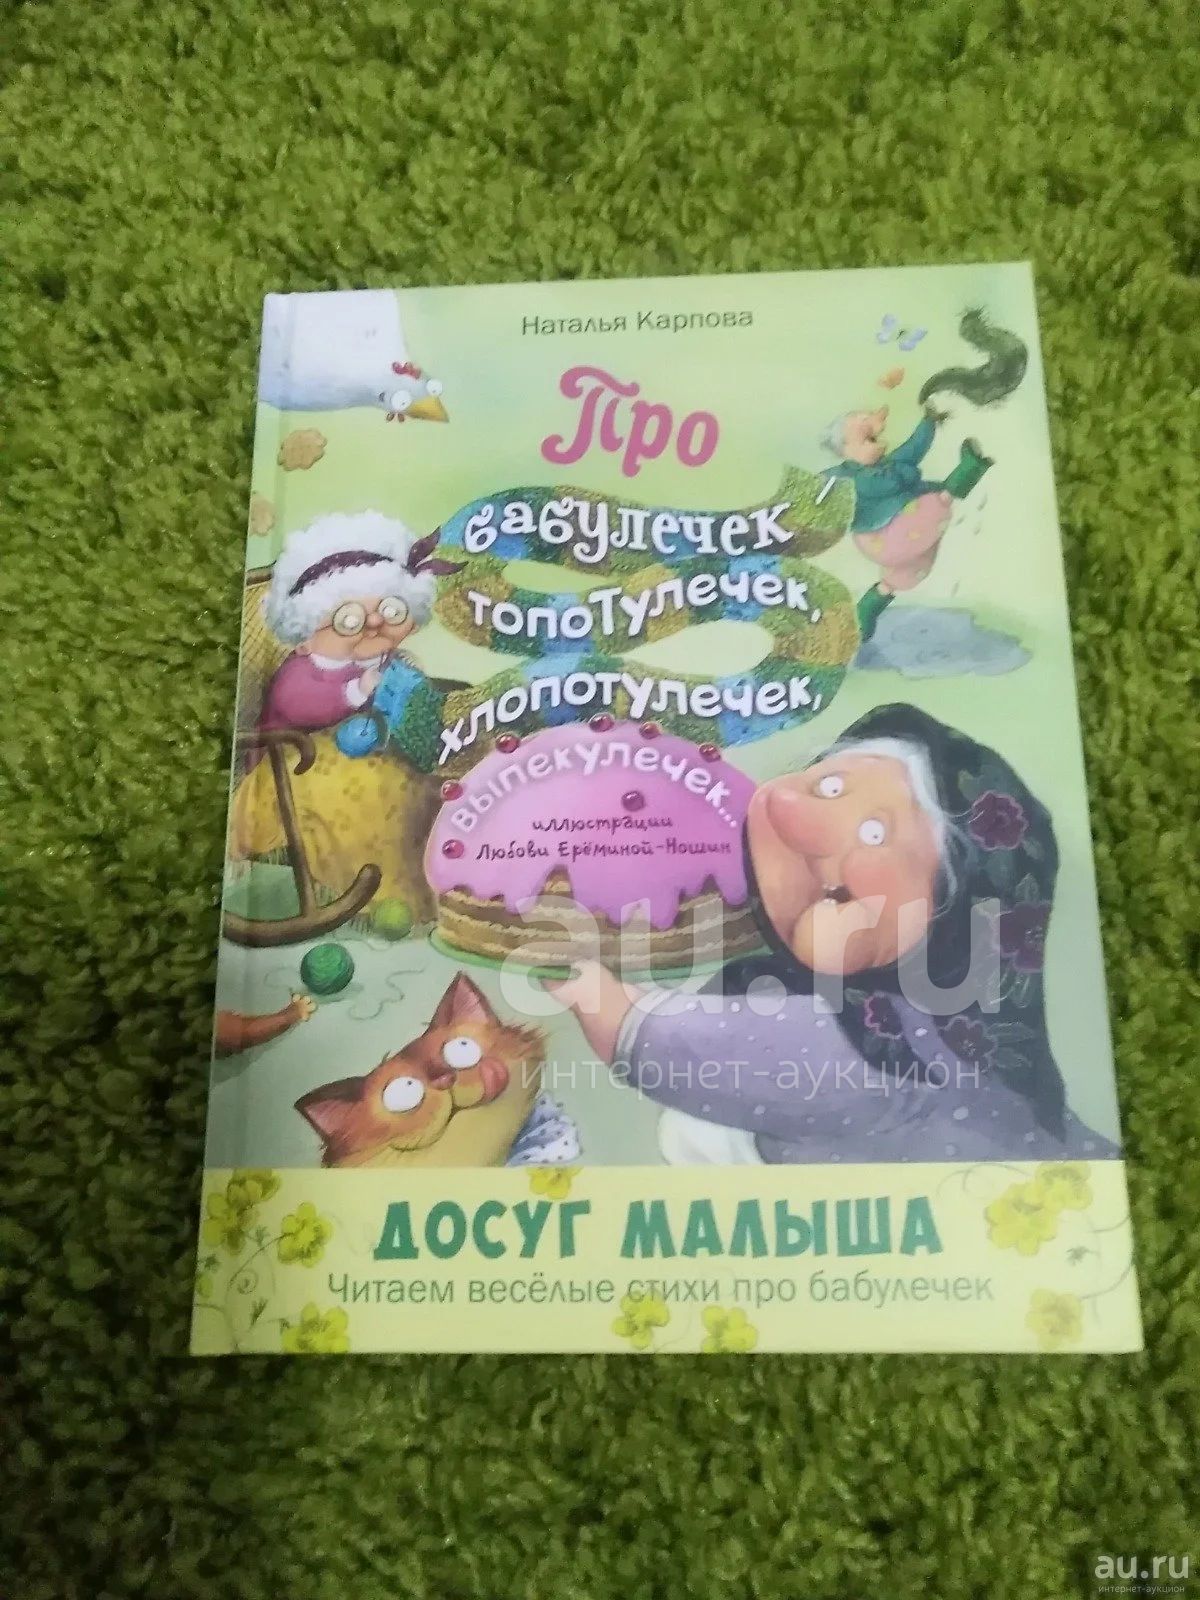 Наталья Карпова
Про
бабулечек –
топотулечек,
хлопотулечек,
выпекулечек...
иллюстрации
Любови Ерёминой-Ношин
au.ru
интернет-аукцион
ДОСУГ МАЛЫША
Читаем весёлые стихи про бабулечек
au.ru
интернет-аукцион